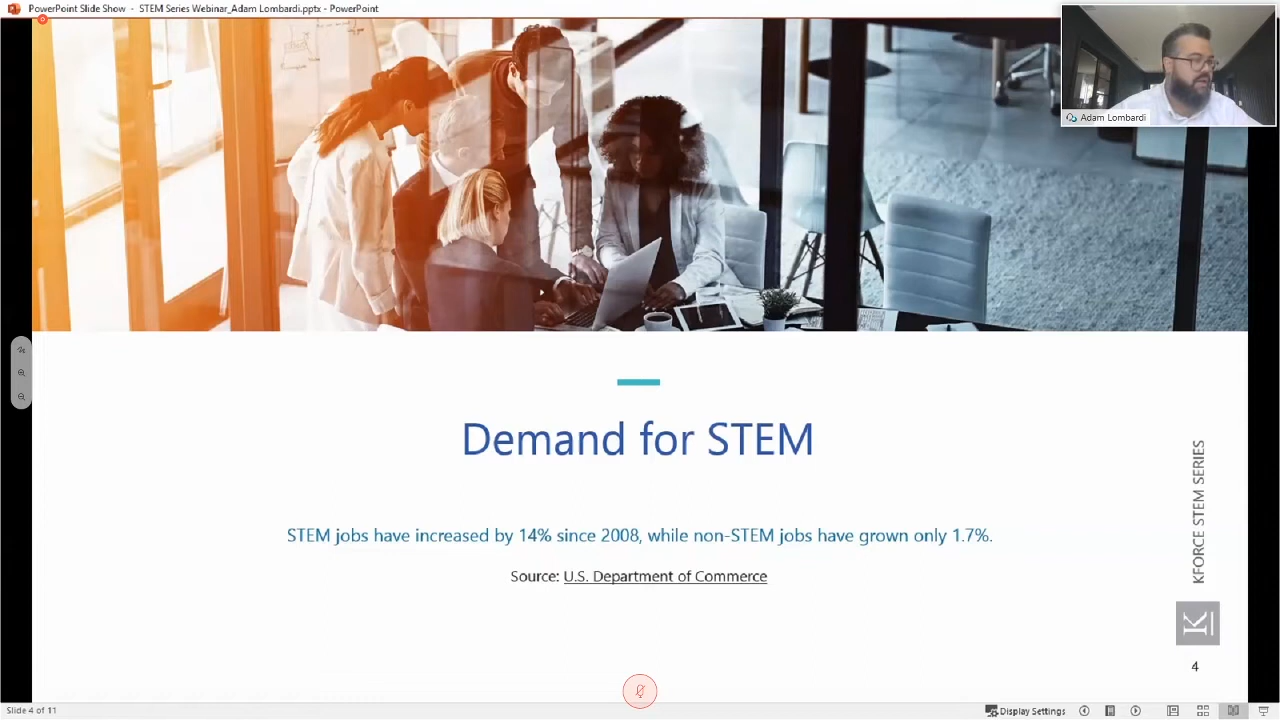 PowerPoint Slide Show - STEM Series Webinar_Adam Lombardi.pptx - PowerPoint
Adam Lombardi
Demand for STEM
STEM jobs have increased by 14% since 2008, while non-STEM jobs have grown only 1.7%.
Source: U.S. Department of Commerce
KFORCE STEM SERIES
4
Slide 4 of 11
Display Settings